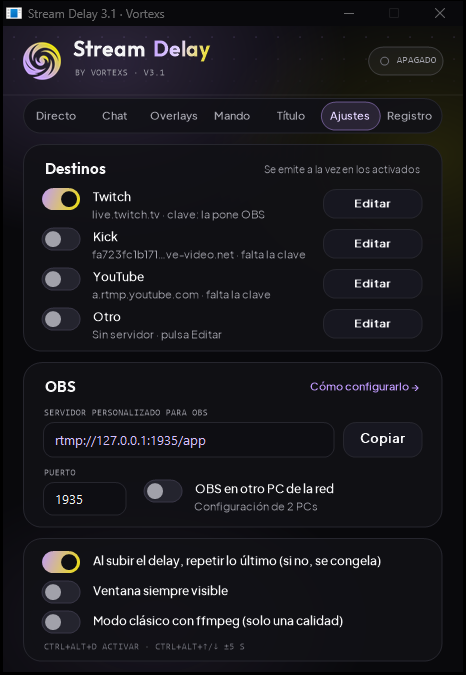 Stream Delay 3.1 · Vortexs
Stream Delay
BY VORTEXS · V3.1
APAGADO
Directo Chat Overlays Mando Título Ajustes Registro
Destinos
Se emite a la vez en los activados
Twitch
live.twitch.tv · clave: la pone OBS
Editar
Kick
fa723fc1b171...ve-video.net · falta la clave
Editar
YouTube
a.rtmp.youtube.com · falta la clave
Editar
Otro
Sin servidor · pulsa Editar
Editar
OBS
Cómo configurarlo →
SERVIDOR PERSONALIZADO PARA OBS
rtmp://127.0.0.1:1935/app
Copiar
PUERTO
1935
OBS en otro PC de la red
Configuración de 2 PCs
Al subir el delay, repetir lo último (si no, se congela)
Ventana siempre visible
Modo clásico con ffmpeg (solo una calidad)
CTRL+ALT+D ACTIVAR · CTRL+ALT+↑/↓ ±5 S